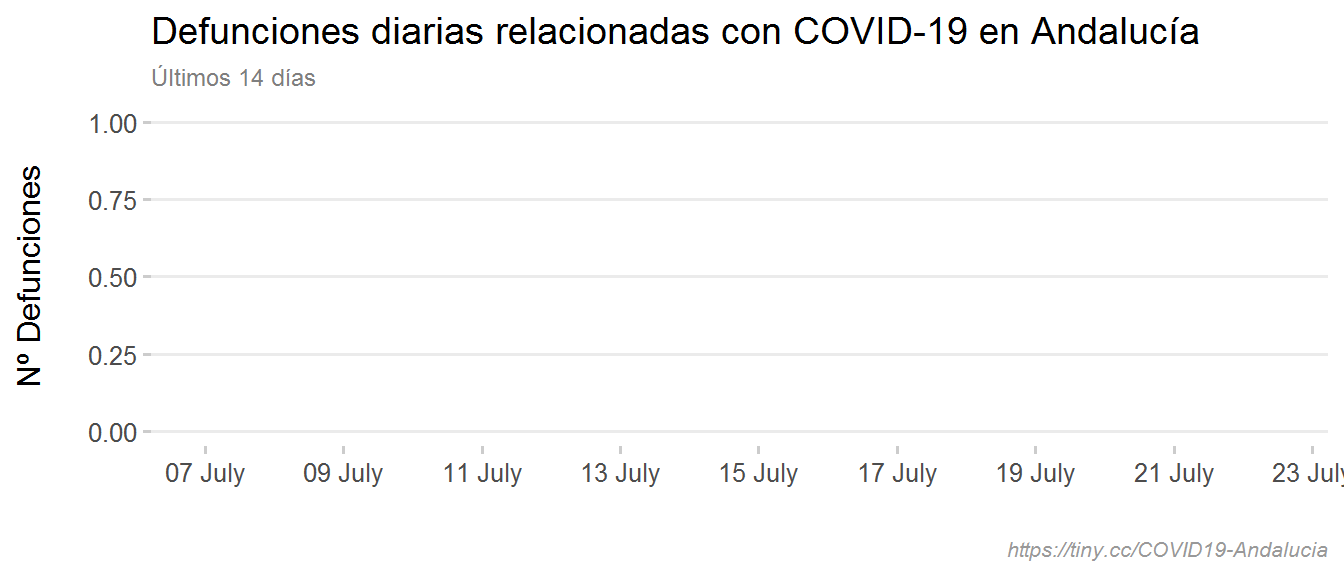 Defunciones diarias relacionadas con COVID-19 en Andalucía
Últimos 14 días
Nº Defunciones
1.00
0.75
0.50
0.25
0.00
07 July 09 July 11 July 13 July 15 July 17 July 19 July 21 July 23 July
https://tiny.cc/COVID19-Andalucia